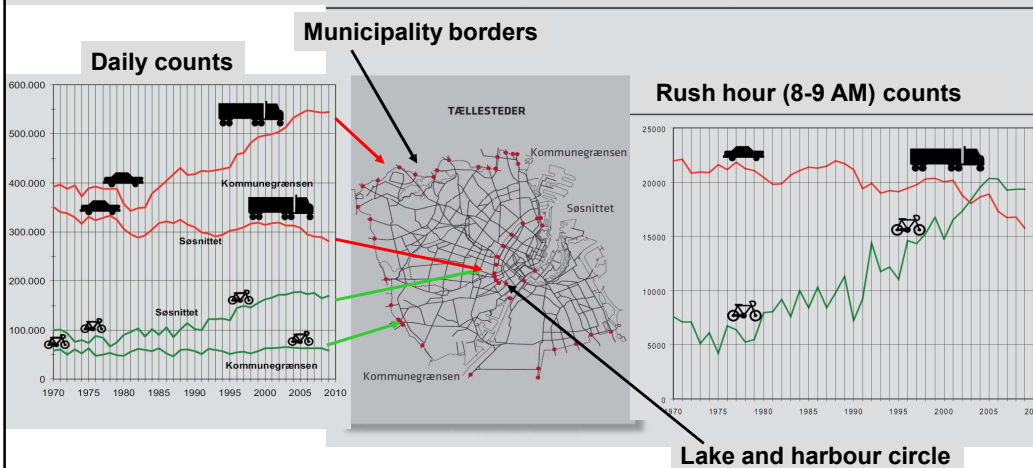 Municipality borders
Daily counts
Rush hour (8-9 AM) counts
600.000
500.000
400.000
300.000
200.000
100.000
0
Kommunegrænsen
Søsnittet
Søsnittet
Kommunegrænsen
1970 1975 1980 1985 1990 1995 2000 2005 2010
TÆLLESTEDER
Kommunegrænsen
Søsnittet
Kommunegrænsen
25000
20000
15000
10000
5000
0
1970 1975 1980 1985 1990 1995 2000 2005 20
Lake and harbour circle